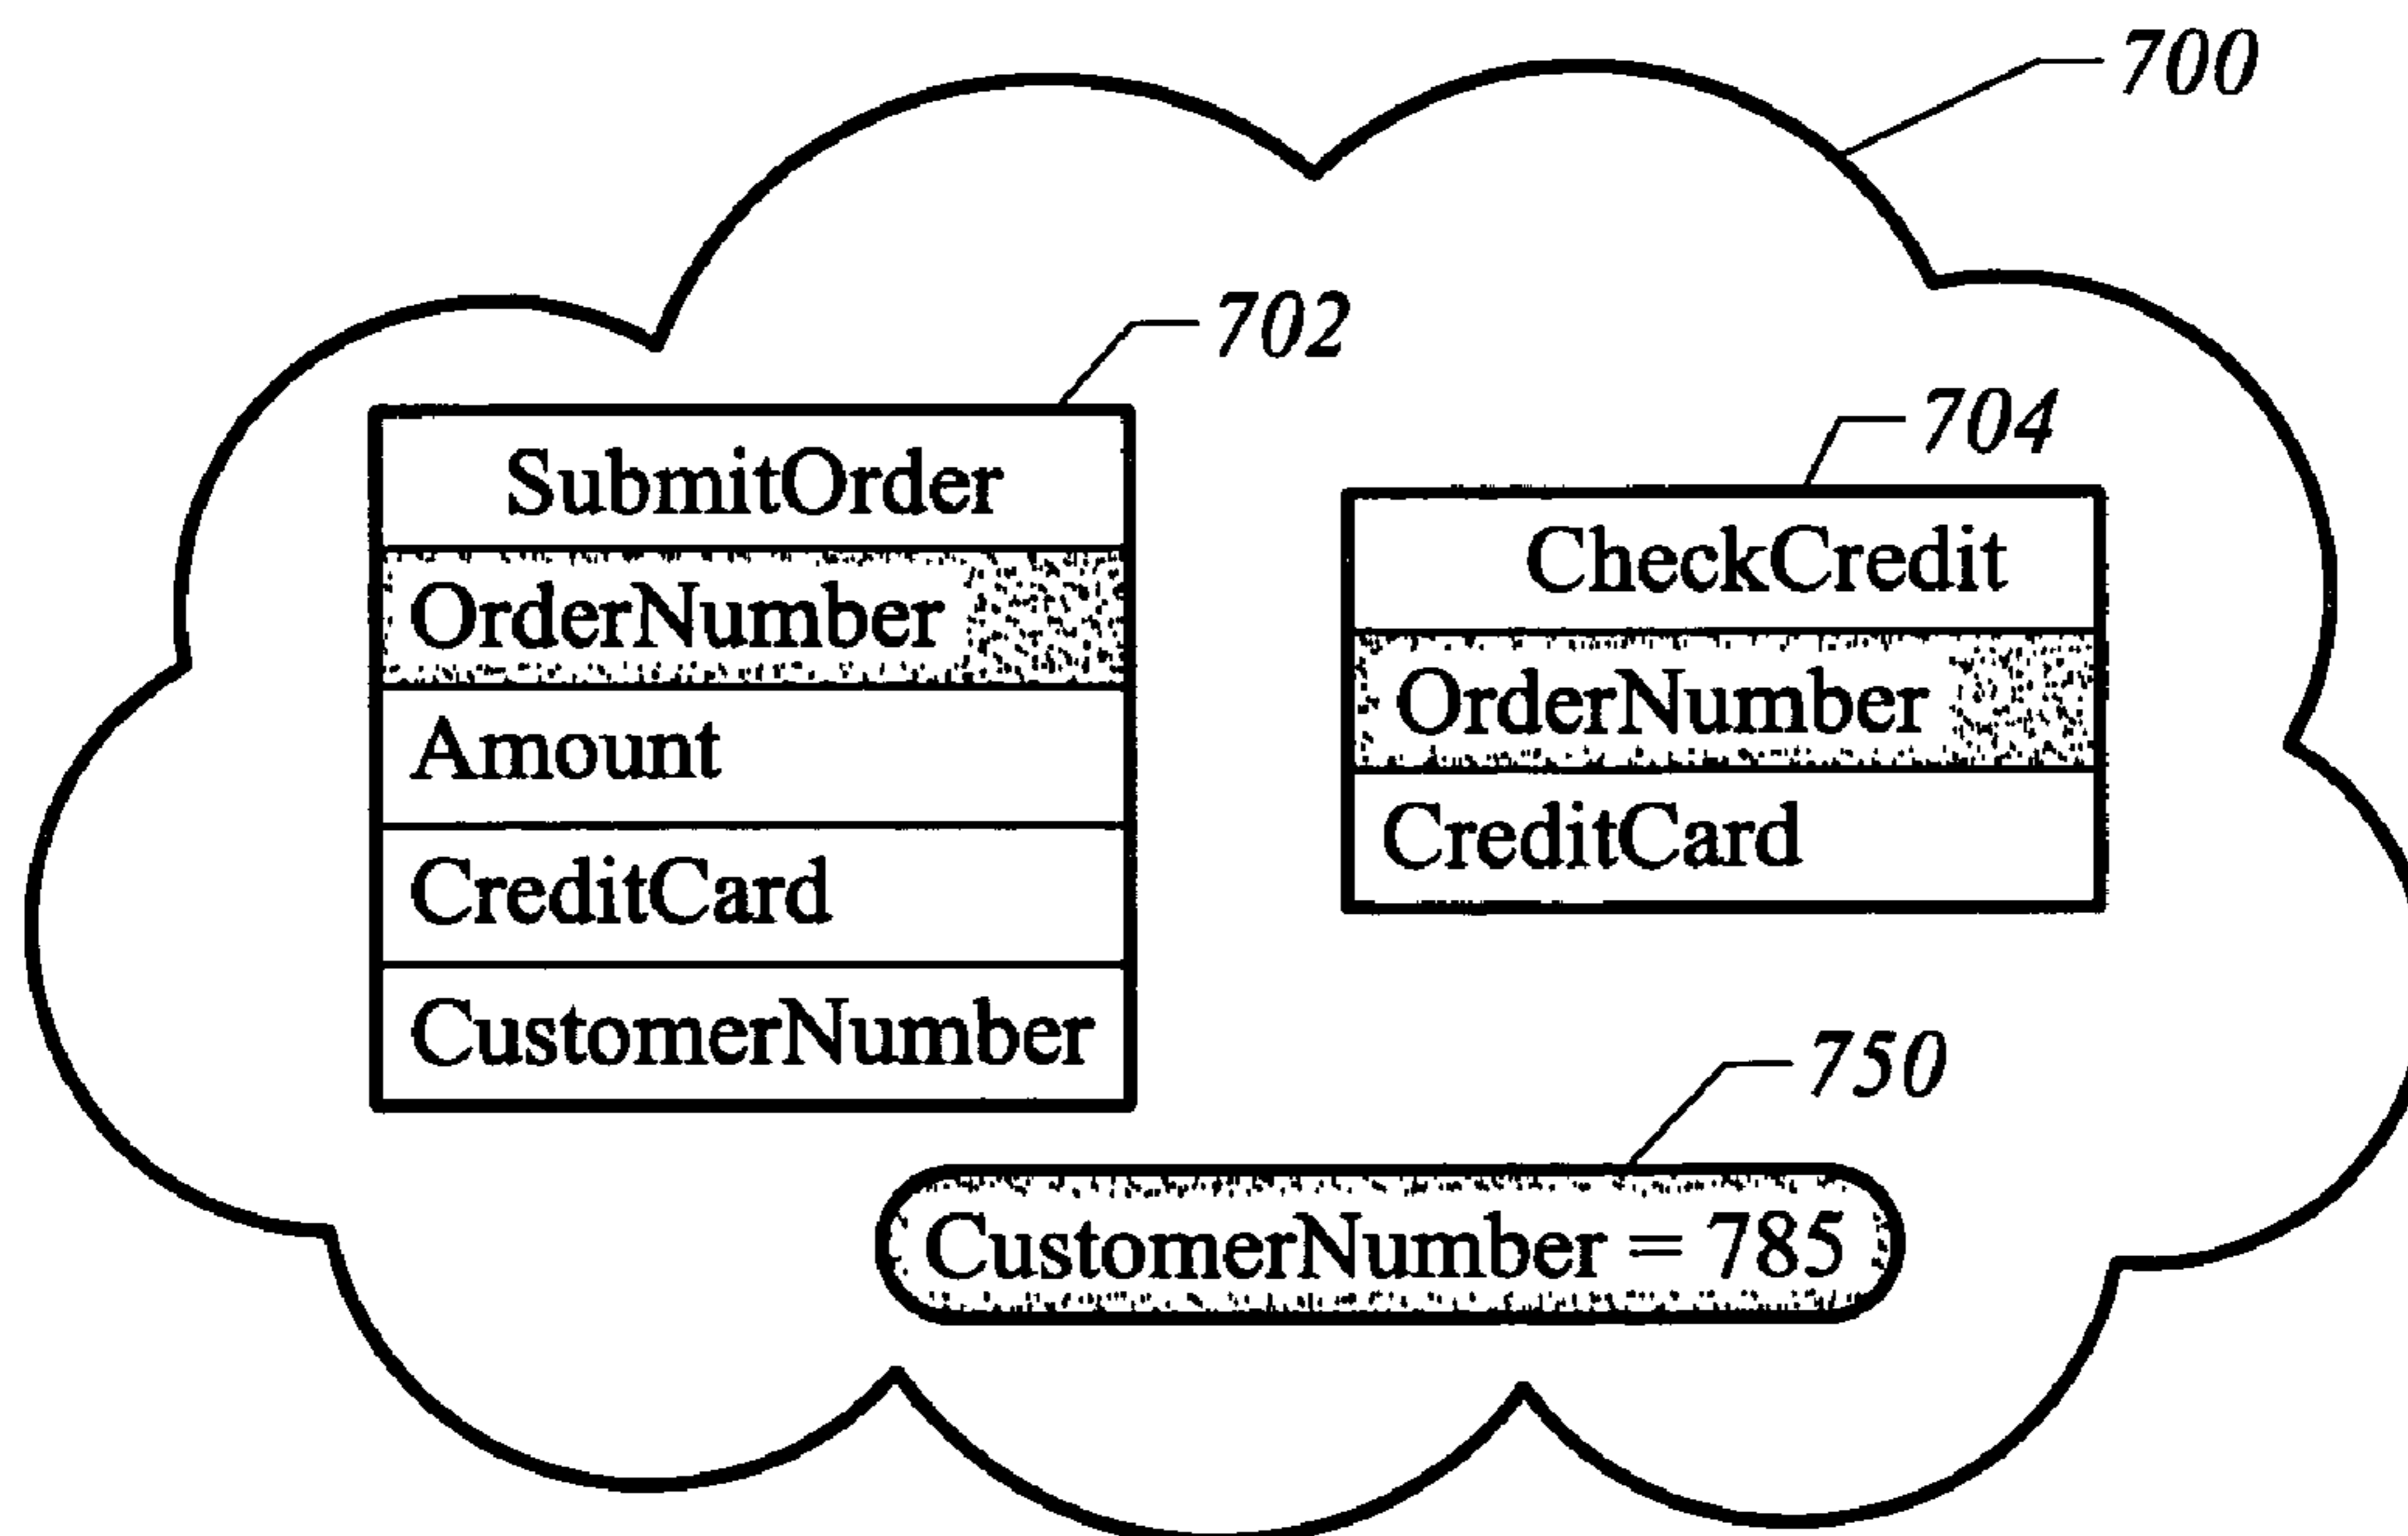 700
702
SubmitOrder
OrderNumber
Amount
CreditCard
CustomerNumber
704
CheckCredit
OrderNumber
CreditCard
750
CustomerNumber = 785